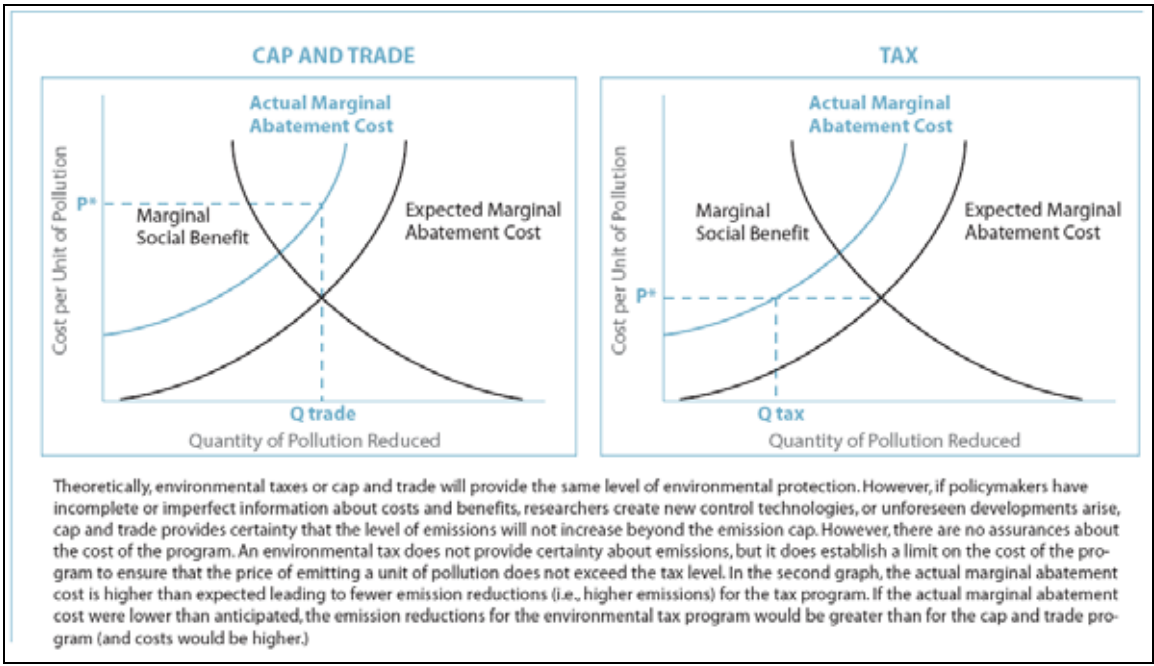 CAP AND TRADE
Actual Marginal
Abatement Cost
Cost per Unit of Pollution
P*
Marginal
Social Benefit
Expected Marginal
Abatement Cost
Q trade
Quantity of Pollution Reduced
TAX
Actual Marginal
Abatement Cost
Cost per Unit of Pollution
P*
Marginal
Social Benefit
Expected Marginal
Abatement Cost
Q tax
Quantity of Pollution Reduced
Theoretically, environmental taxes or cap and trade will provide the same level of environmental protection. However, if policymakers have
incomplete or imperfect information about costs and benefits, researchers create new control technologies, or unforeseen developments arise,
cap and trade provides certainty that the level of emissions will not increase beyond the emission cap. However, there are no assurances about
the cost of the program. An environmental tax does not provide certainty about emissions, but it does establish a limit on the cost of the pro-
gram to ensure that the price of emitting a unit of pollution does not exceed the tax level. In the second graph, the actual marginal abatement
cost is higher than expected leading to fewer emission reductions (i.e., higher emissions) for the tax program. If the actual marginal abatement
cost were lower than anticipated, the emission reductions for the environmental tax program would be greater than for the cap and trade pro-
gram (and costs would be higher.)